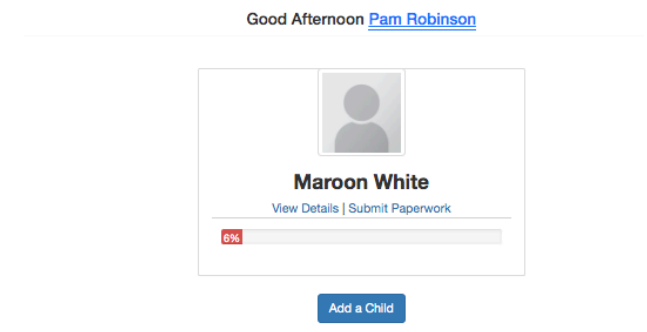 Good Afternoon Pam Robinson
Maroon White
View Details | Submit Paperwork
6%
Add a Child